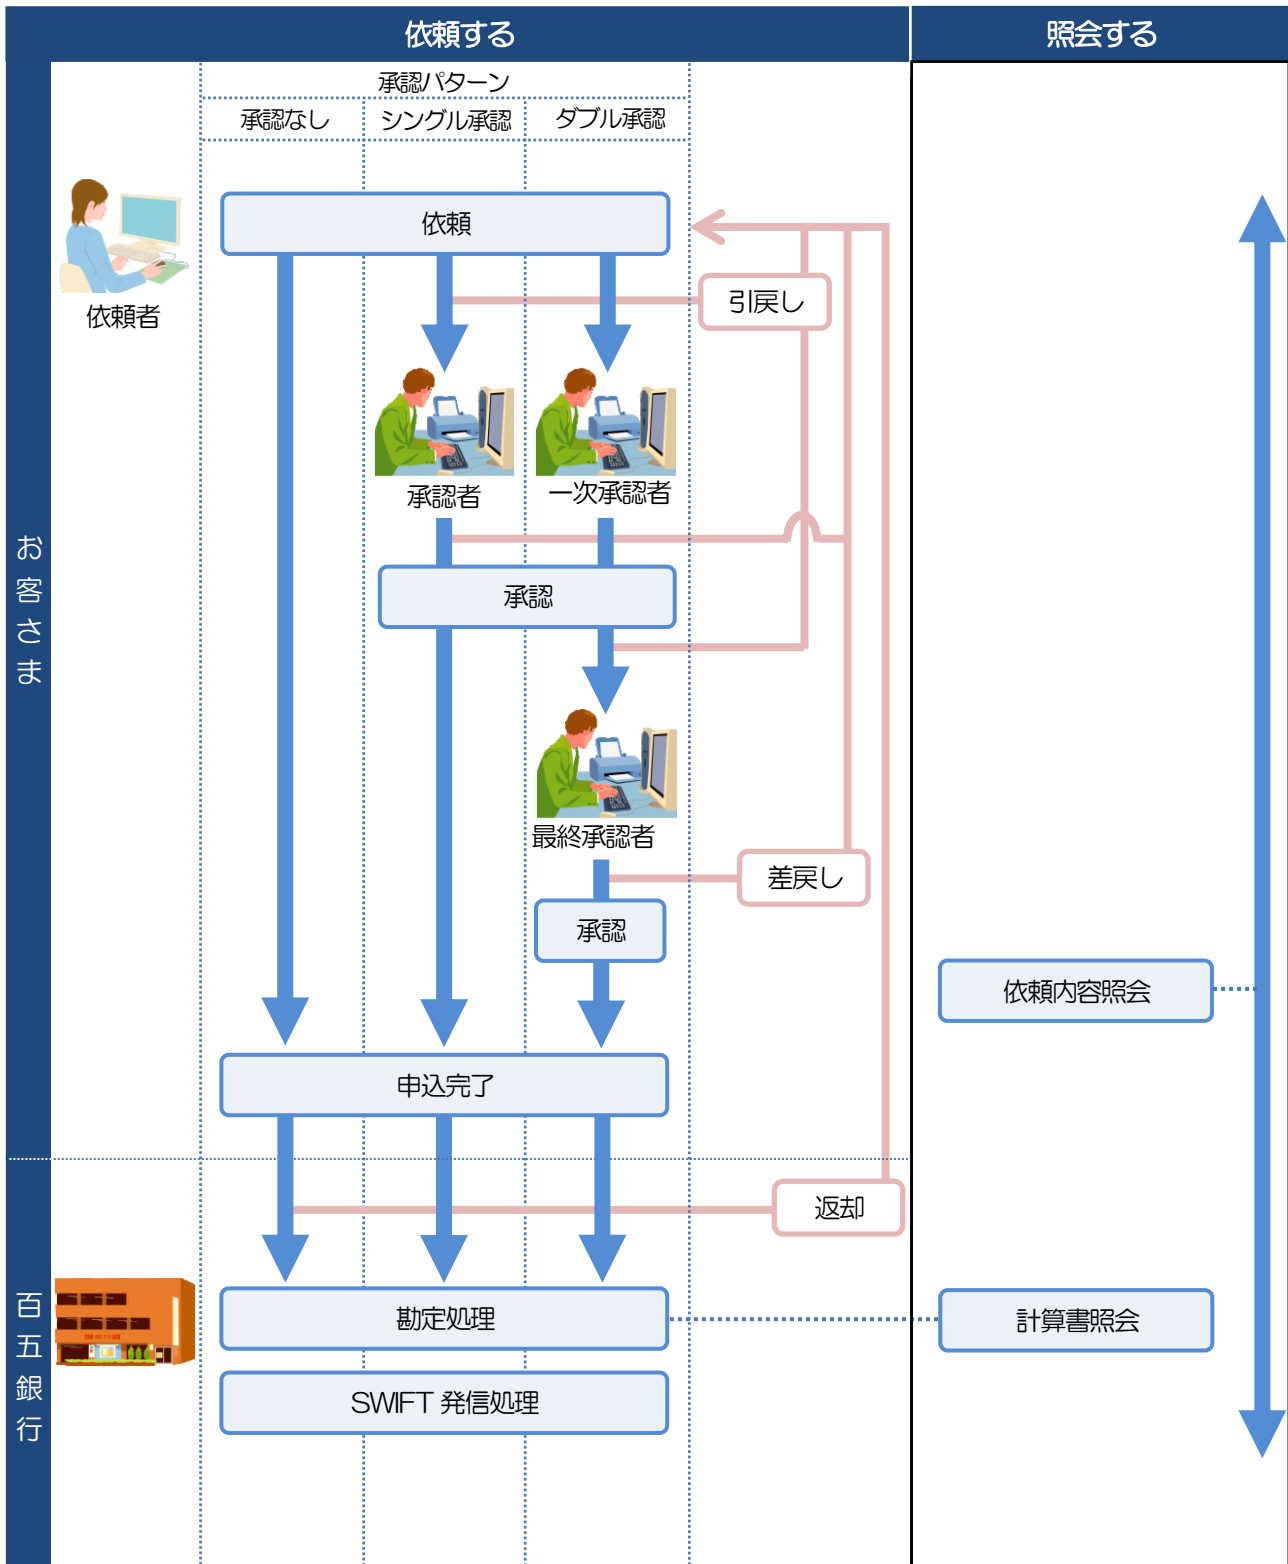 依頼する
照会する
承認パターン
承認なし
シングル承認
ダブル承認
依頼
依頼者
引戻し
承認者
一次承認者
お客さま
承認
最終承認者
差戻し
承認
依頼内容照会
申込完了
返却
百五銀行
勘定処理
計算書照会
SWIFT 発信処理